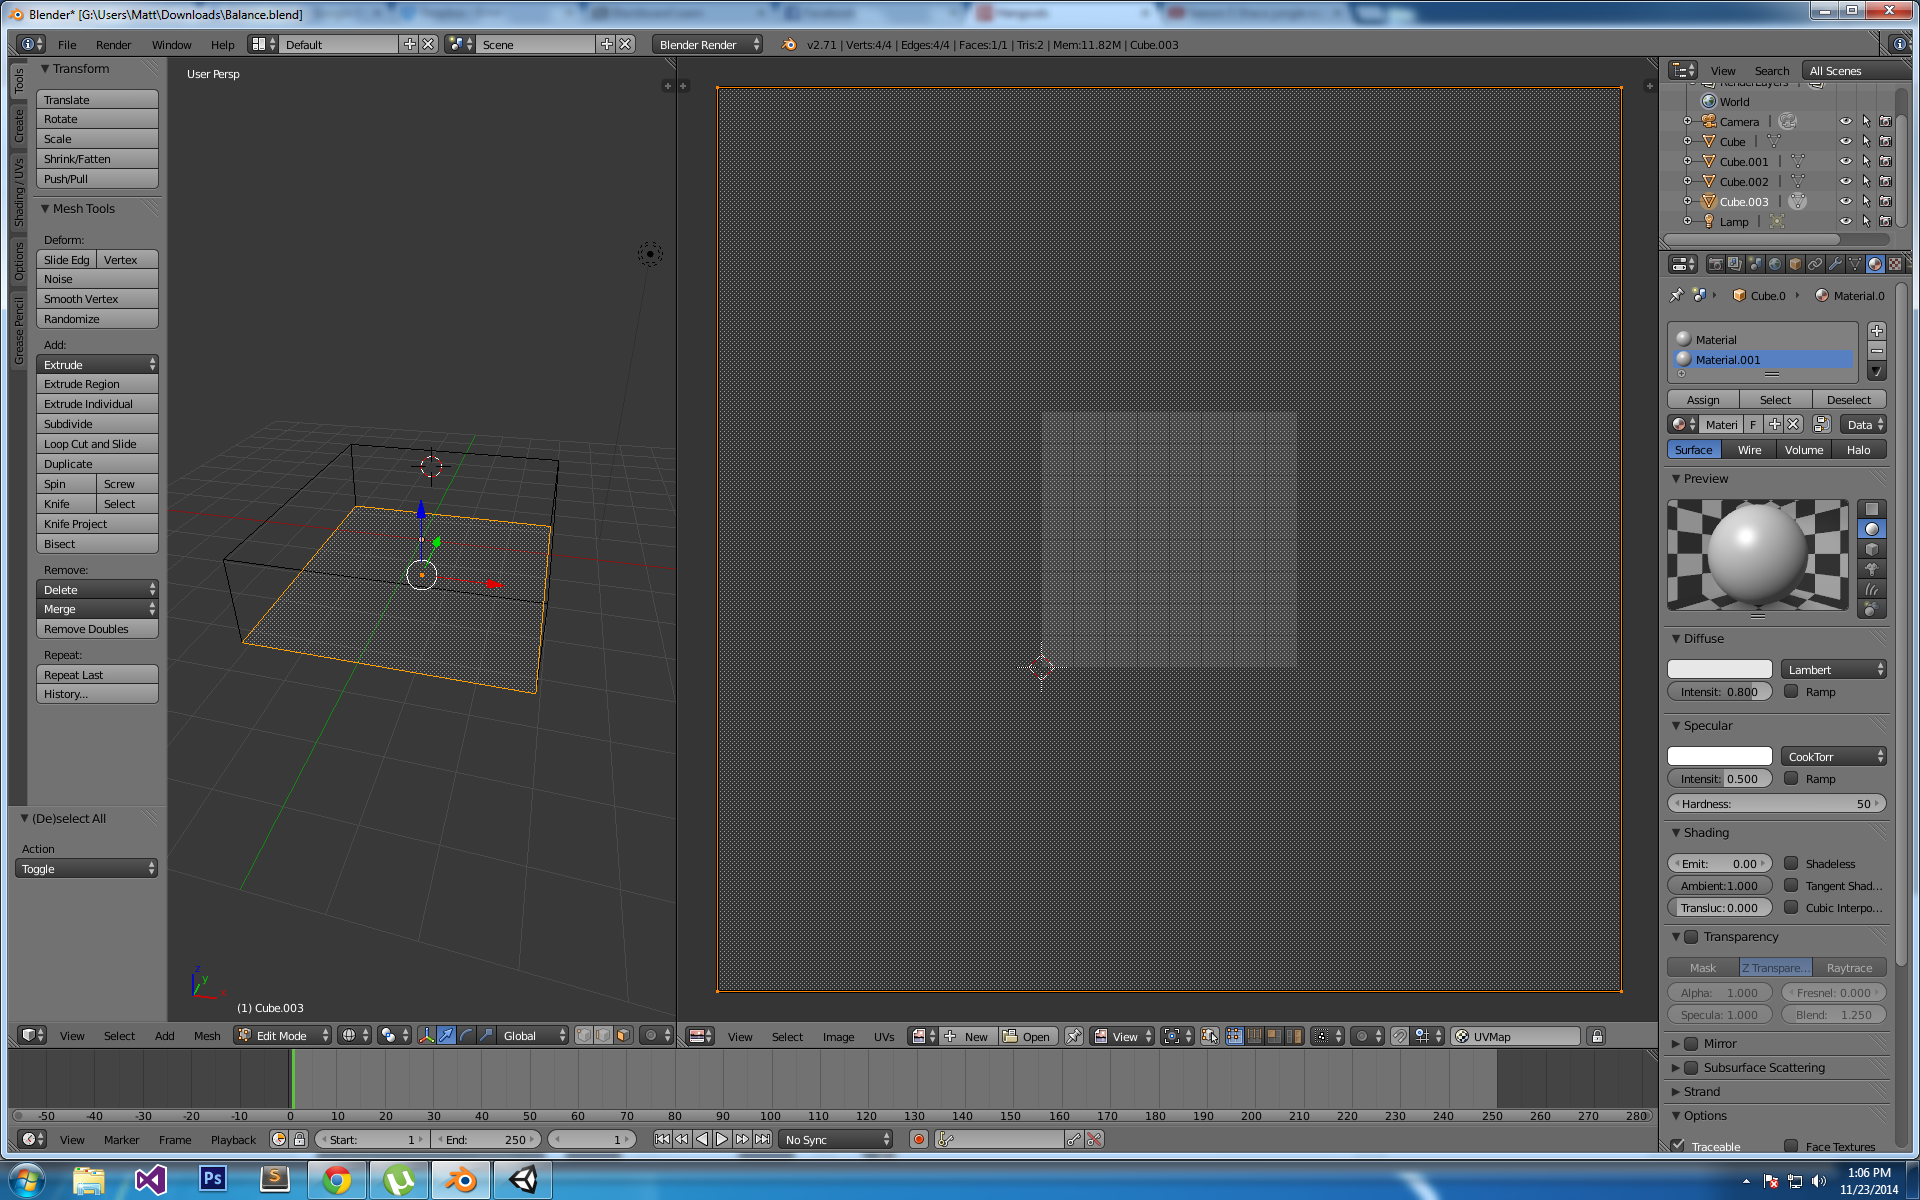 Blender* [G:\Users\Matt\Downloads\Balance.blend]
File Render Window Help Default Scene Blender Render v2.71 | Verts:4/4 | Edges:4/4 | Faces:1/1 | Tris:2 | Mem:11.82M | Cube.003
Tools
Create
Shading / UVs
Options
Grease Pencil
Transform
Translate
Rotate
Scale
Shrink/Fatten
Push/Pull
Mesh Tools
Deform:
Slide Edg Vertex
Noise
Smooth Vertex
Randomize
Add:
Extrude
Extrude Region
Extrude Individual
Subdivide
Loop Cut and Slide
Duplicate
Spin Screw
Knife Select
Knife Project
Bisect
Remove:
Delete
Merge
Remove Doubles
Repeat:
Repeat Last
History...
(De)select All
Action
Toggle
User Persp
z
y
x
(1) Cube.003
View Select Add Mesh Edit Mode Global
View Select Image UVs New Open View UVMap
View Search All Scenes
RenderLayers
World
Camera
Cube
Cube.001
Cube.002
Cube.003
Lamp
Cube.0 Material.0
Material
Material.001
Assign Select Deselect
Materi F Data
Surface Wire Volume Halo
Preview
Diffuse
Lambert
Intensit: 0.800 Ramp
Specular
CookTorr
Intensit: 0.500 Ramp
Hardness: 50
Shading
Emit: 0.00 Shadeless
Ambient:1.000 Tangent Shad...
Transluc:0.000 Cubic Interpo...
Transparency
Mask Z Transpare... Raytrace
Alpha: 1.000 Fresnel: 0.000
Specula: 1.000 Blend: 1.250
Mirror
Subsurface Scattering
Strand
Options
Traceable Face Textures
-50 -40 -30 -20 -10 0 10 20 30 40 50 60 70 80 90 100 110 120 130 140 150 160 170 180 190 200 210 220 230 240 250 260 270 280
View Marker Frame Playback Start: 1 End: 250 1 No Sync
Ps
S
1:06 PM
11/23/2014